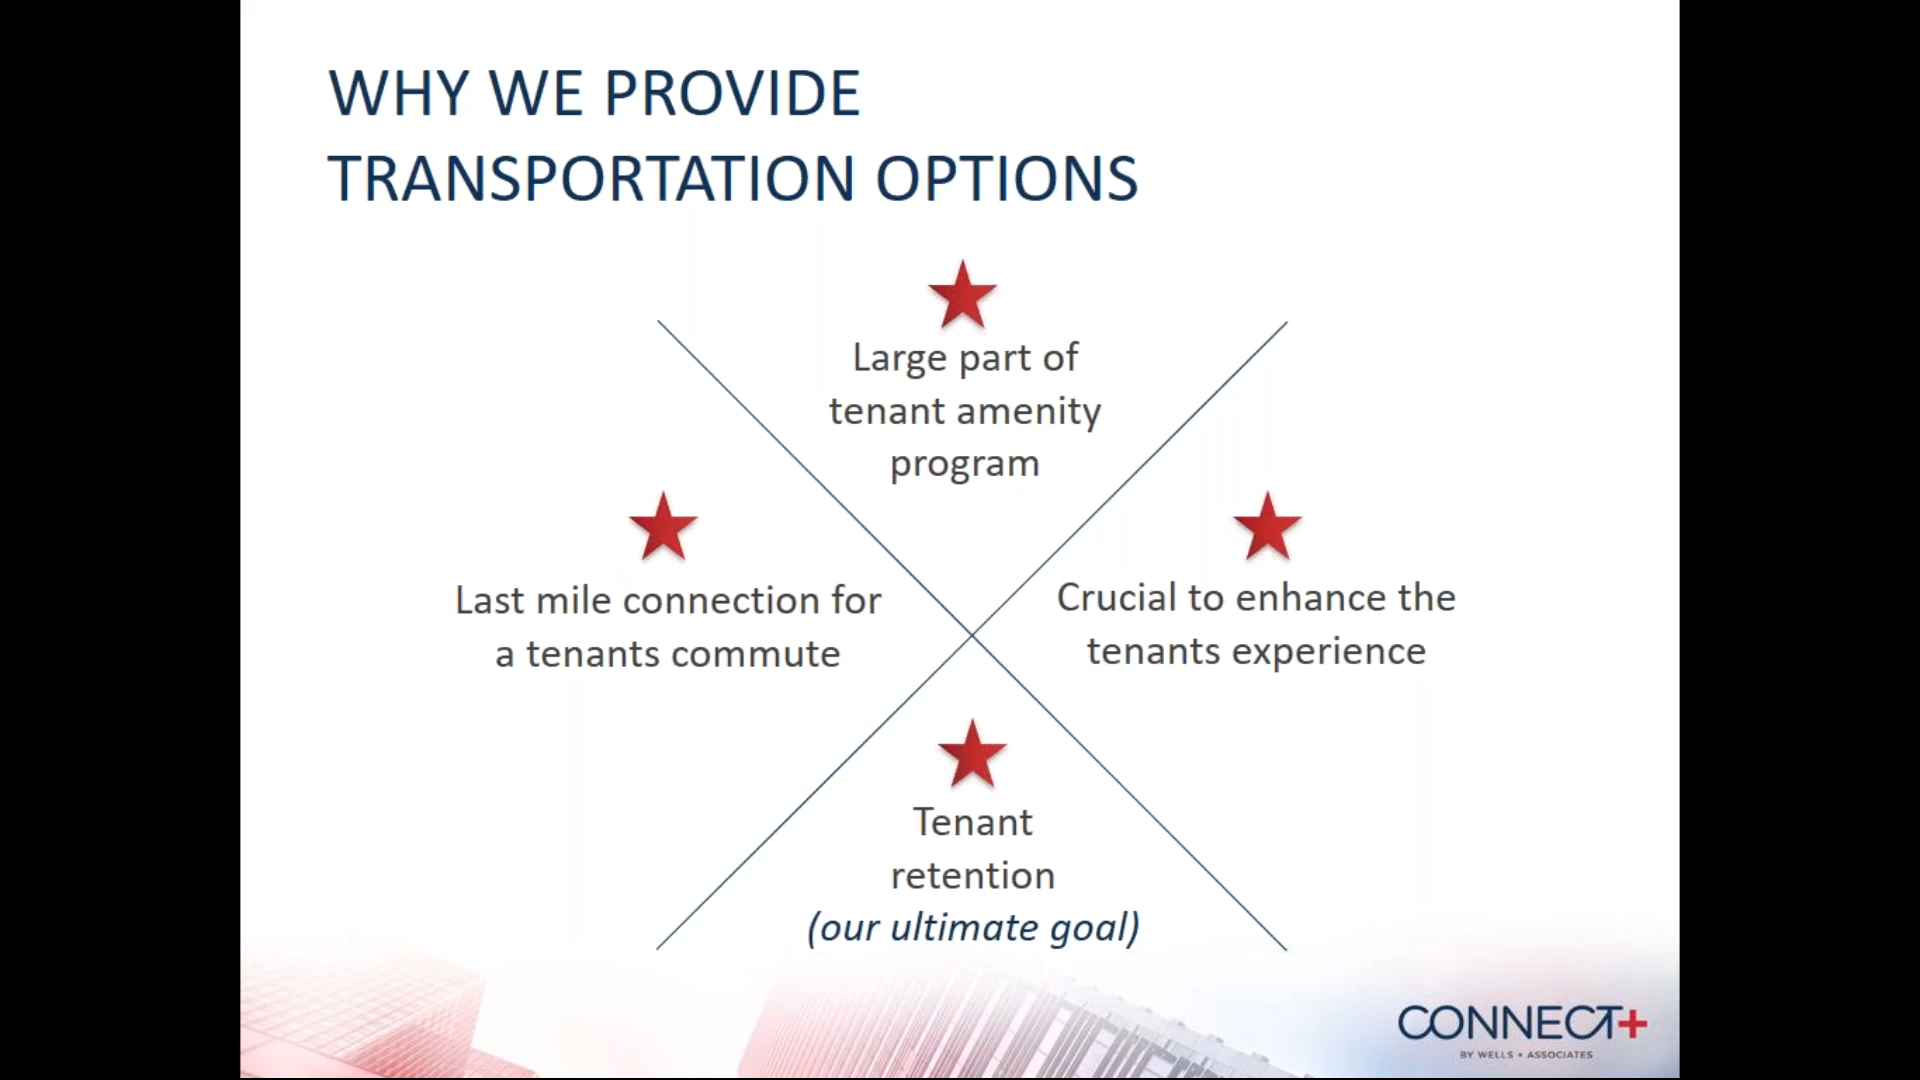 WHY WE PROVIDE
TRANSPORTATION OPTIONS
Large part of
tenant amenity
program
Last mile connection for
a tenants commute
Crucial to enhance the
tenants experience
Tenant
retention
(our ultimate goal)
CONNECT+
BY WELLS + ASSOCIATES